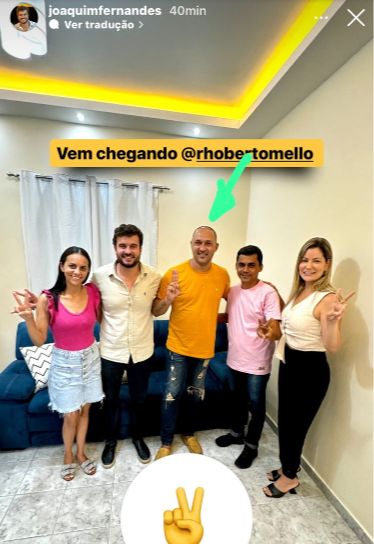 joaquimfernandes 40min
Ver tradução >
Vem chegando @rhobertomello